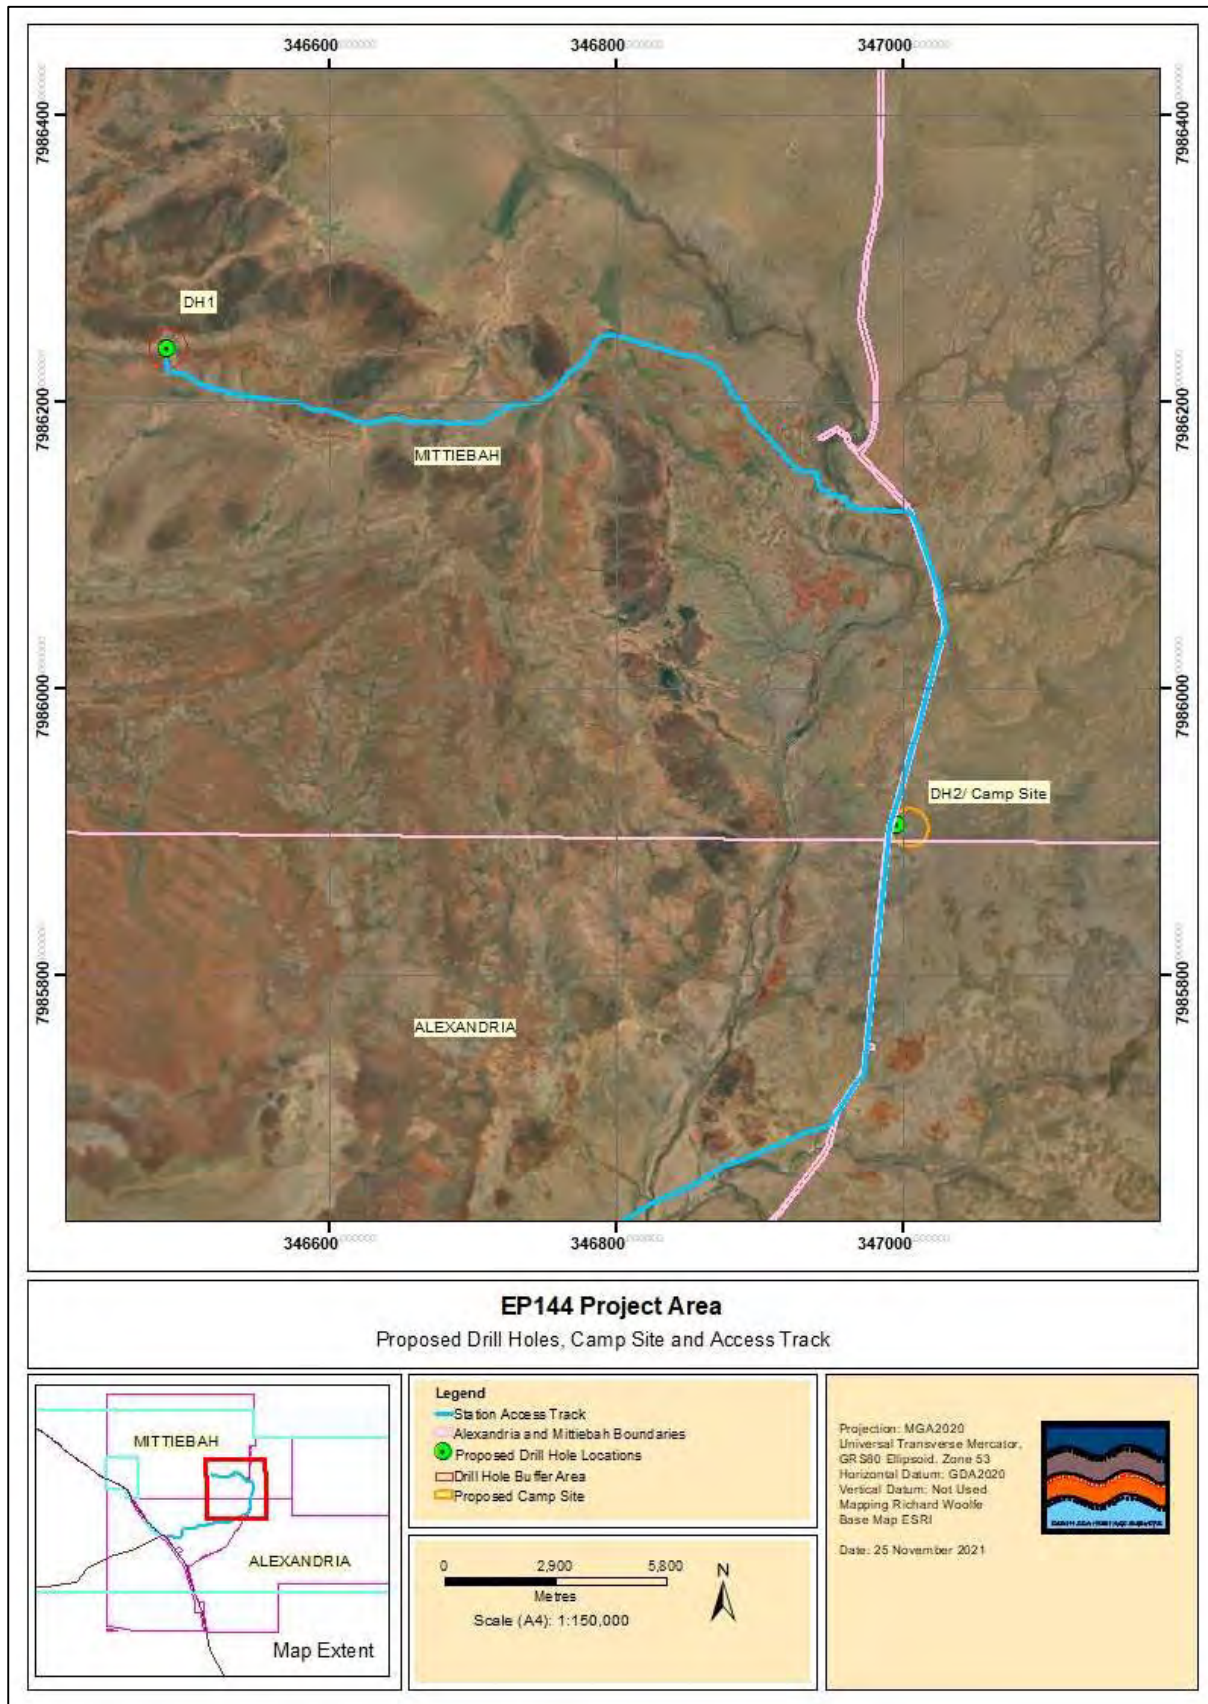 346600 346800 347000
7986400 7986400
DH1
7986200 7986200
MITTIEBAH
7986000 7986000
DH2/ Camp Site
7985800 7985800
ALEXANDRIA
346600 346800 347000
EP144 Project Area
Proposed Drill Holes, Camp Site and Access Track
MITTIEBAH
ALEXANDRIA
Map Extent
Legend
Station Access Track
Alexandria and Mittiebah Boundaries
Proposed Drill Hole Locations
Drill Hole Buffer Area
Proposed Camp Site
0 2,900 5,800
Metres
Scale (A4): 1:150,000
N
Projection: MGA2020
Universal Transverse Mercator,
GRS80 Ellipsoid. Zone 53
Horizontal Datum: GDA2020
Vertical Datum: Not Used
Mapping Richard Woolfe
Base Map ESRI
Date: 25 November 2021